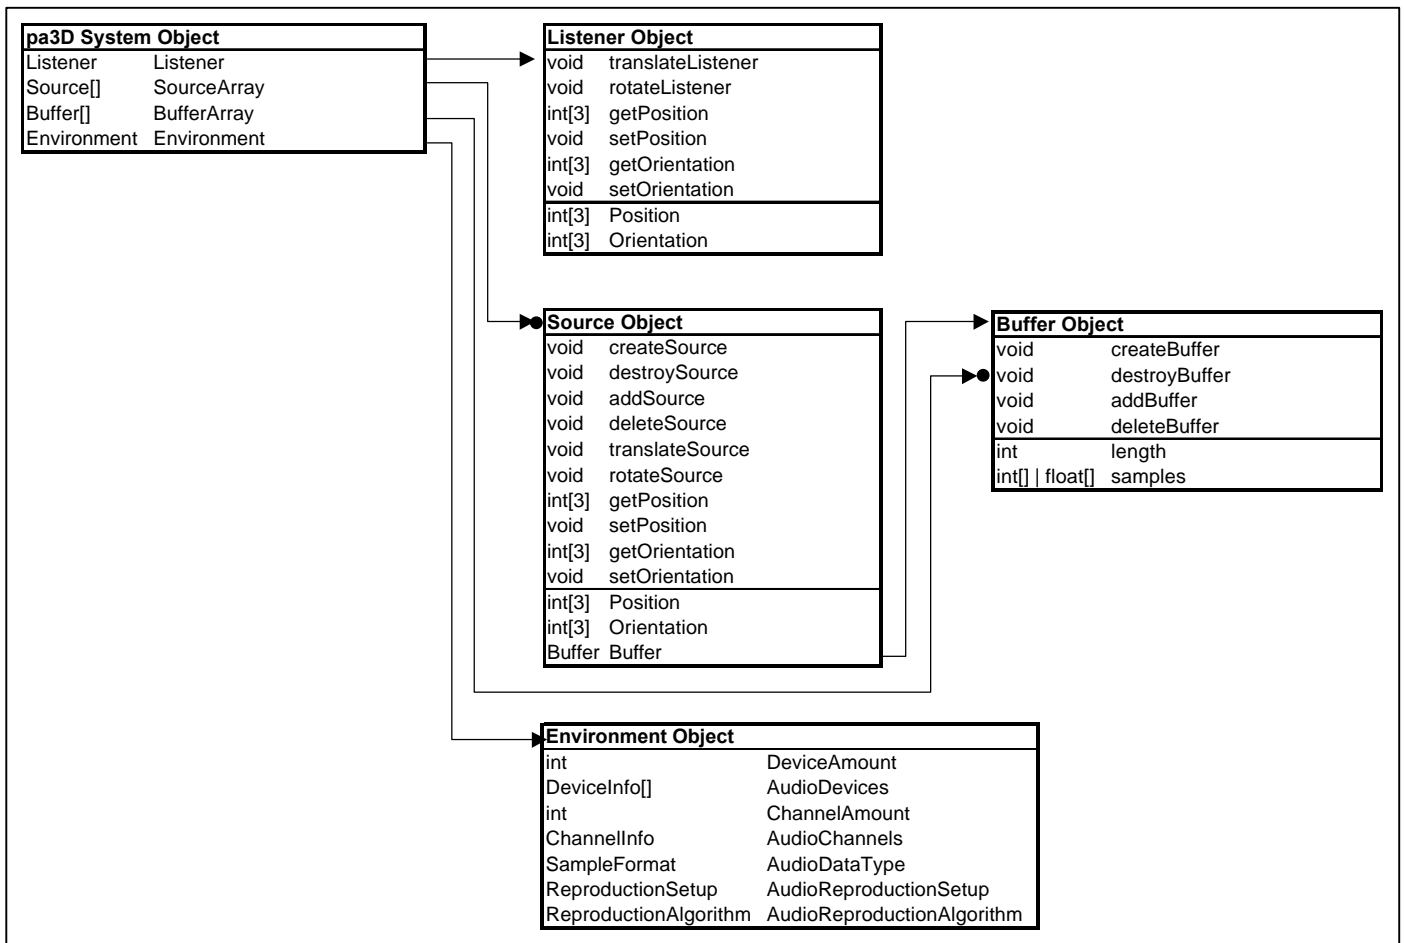 pa3D System Object
Listener Listener
Source[] SourceArray
Buffer[] BufferArray
Environment Environment
Listener Object
void translateListener
void rotateListener
int[3] getPosition
void setPosition
int[3] getOrientation
void setOrientation
int[3] Position
int[3] Orientation
Source Object
void createSource
void destroySource
void addSource
void deleteSource
void translateSource
void rotateSource
int[3] getPosition
void setPosition
int[3] getOrientation
void setOrientation
int[3] Position
int[3] Orientation
Buffer Buffer
Buffer Object
void createBuffer
void destroyBuffer
void addBuffer
void deleteBuffer
int length
int[] | float[] samples
Environment Object
int DeviceAmount
DeviceInfo[] AudioDevices
int ChannelAmount
ChannelInfo AudioChannels
SampleFormat AudioDataType
ReproductionSetup AudioReproductionSetup
ReproductionAlgorithm AudioReproductionAlgorithm